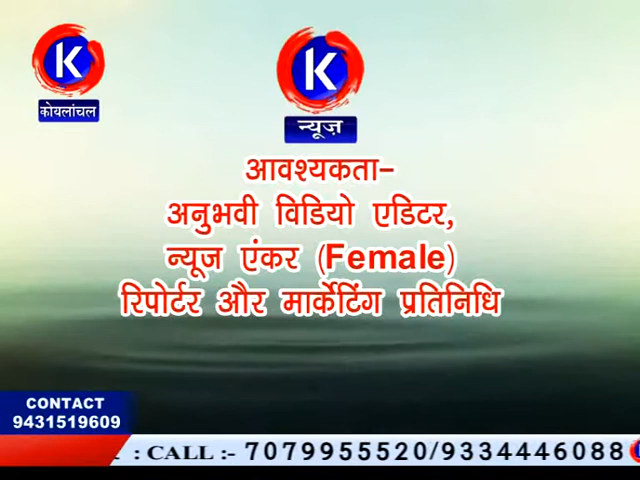 K
कोयलांचल
K
न्यूज़
आवश्यकता-
अनुभवी विडियो एडिटर,
न्यूज एंकर (Female)
रिपोर्टर और मार्केटिंग प्रतिनिधि
CONTACT
9431519609
: CALL :- 7079955520/9334446088